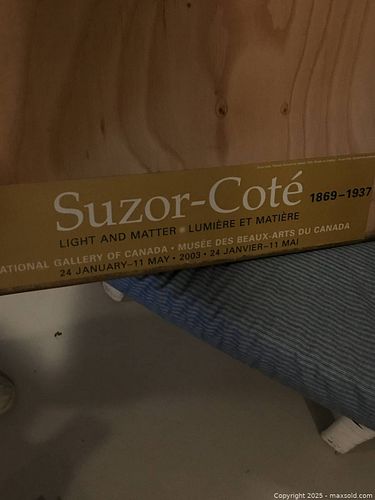 Suzor-Coté 1869–1937
LIGHT AND MATTER • LUMIÈRE ET MATIÈRE
ATIONAL GALLERY OF CANADA • MUSÉE DES BEAUX-ARTS DU CANADA
24 JANUARY–11 MAY • 2003 • 24 JANVIER–11 MAI
Copyright © 2025 - maxsold.com